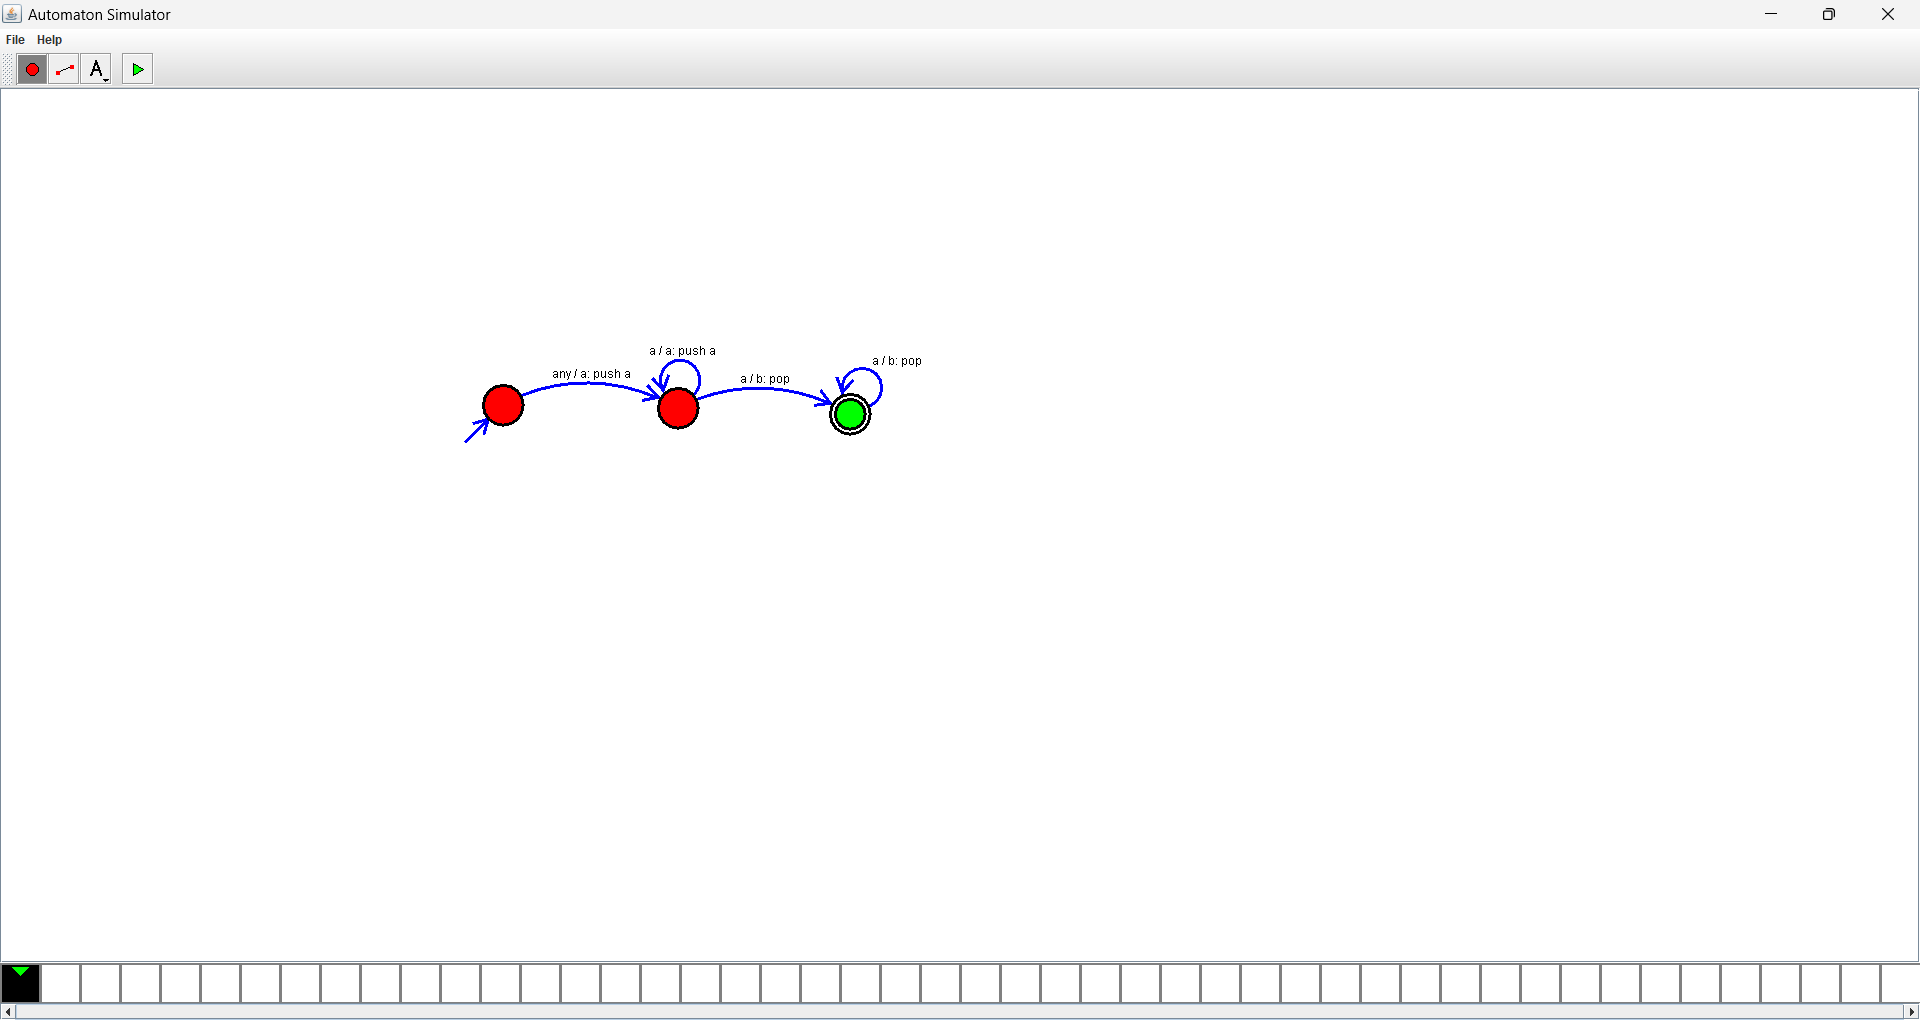 Automaton Simulator
File Help
A
a / a: push a
a / b: pop
any / a: push a
a / b: pop